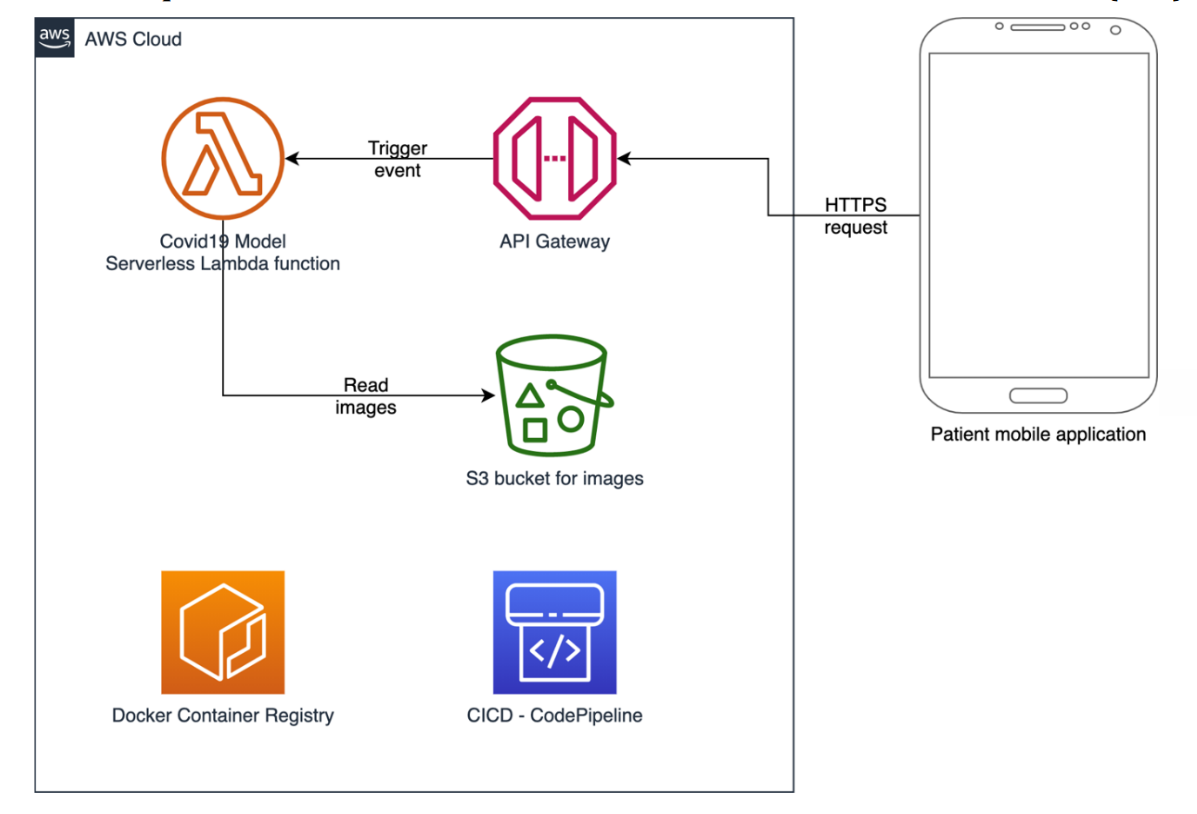 aws
AWS Cloud
Trigger
event
HTTPS
request
Covid19 Model
Serverless Lambda function
API Gateway
Read
images
Patient mobile application
S3 bucket for images
Docker Container Registry
CICD - CodePipeline